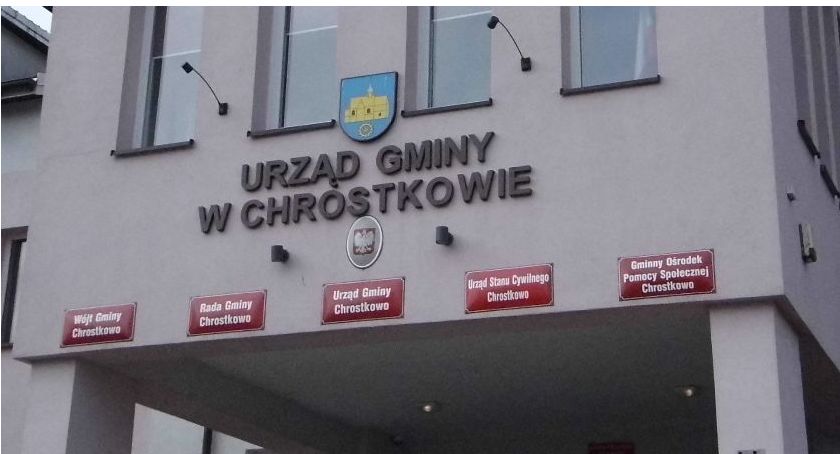 URZĄD GMINY
W CHROSTKOWIE
Wójt Gminy
Chrostkowo
Rada Gminy
Chrostkowo
Urząd Gminy
Chrostkowo
Urząd Stanu Cywilnego
Chrostkowo
Gminny Ośrodek
Pomocy Społecznej
Chrostkowo